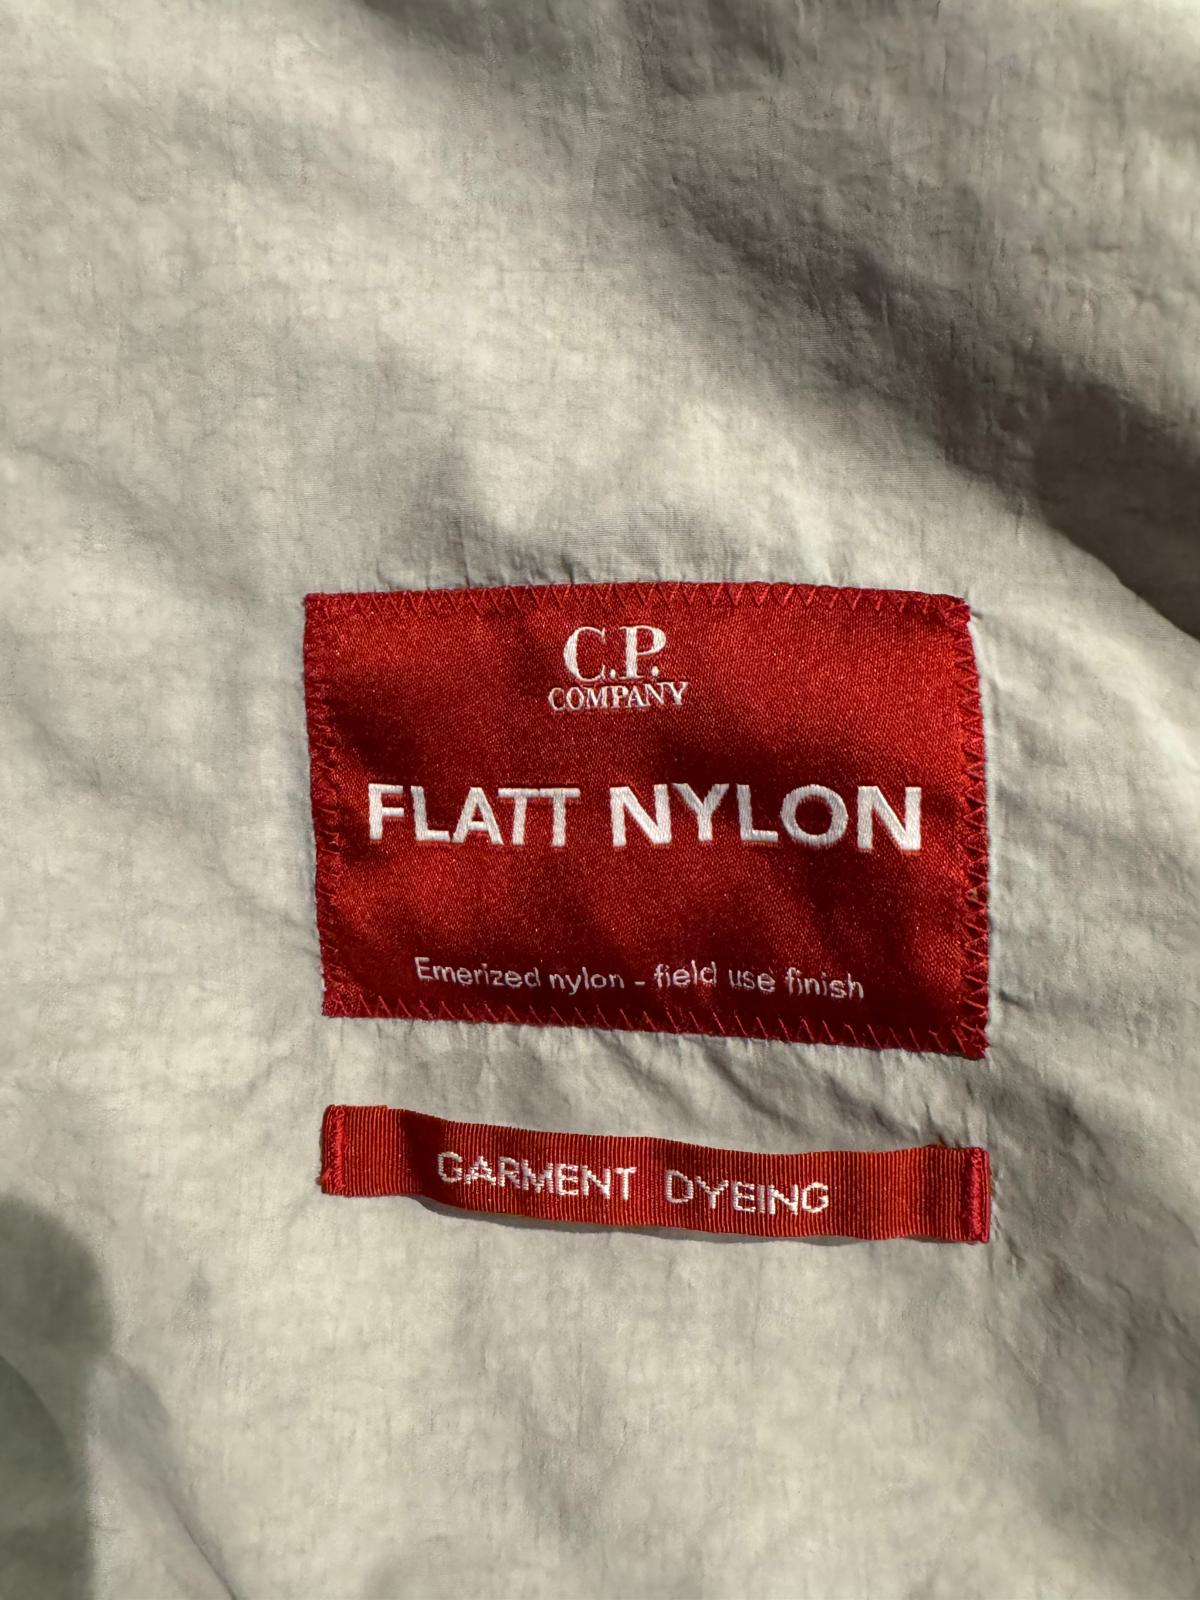 C.P.
COMPANY
FLATT NYLON
Emerized nylon - field use finish
GARMENT DYEING